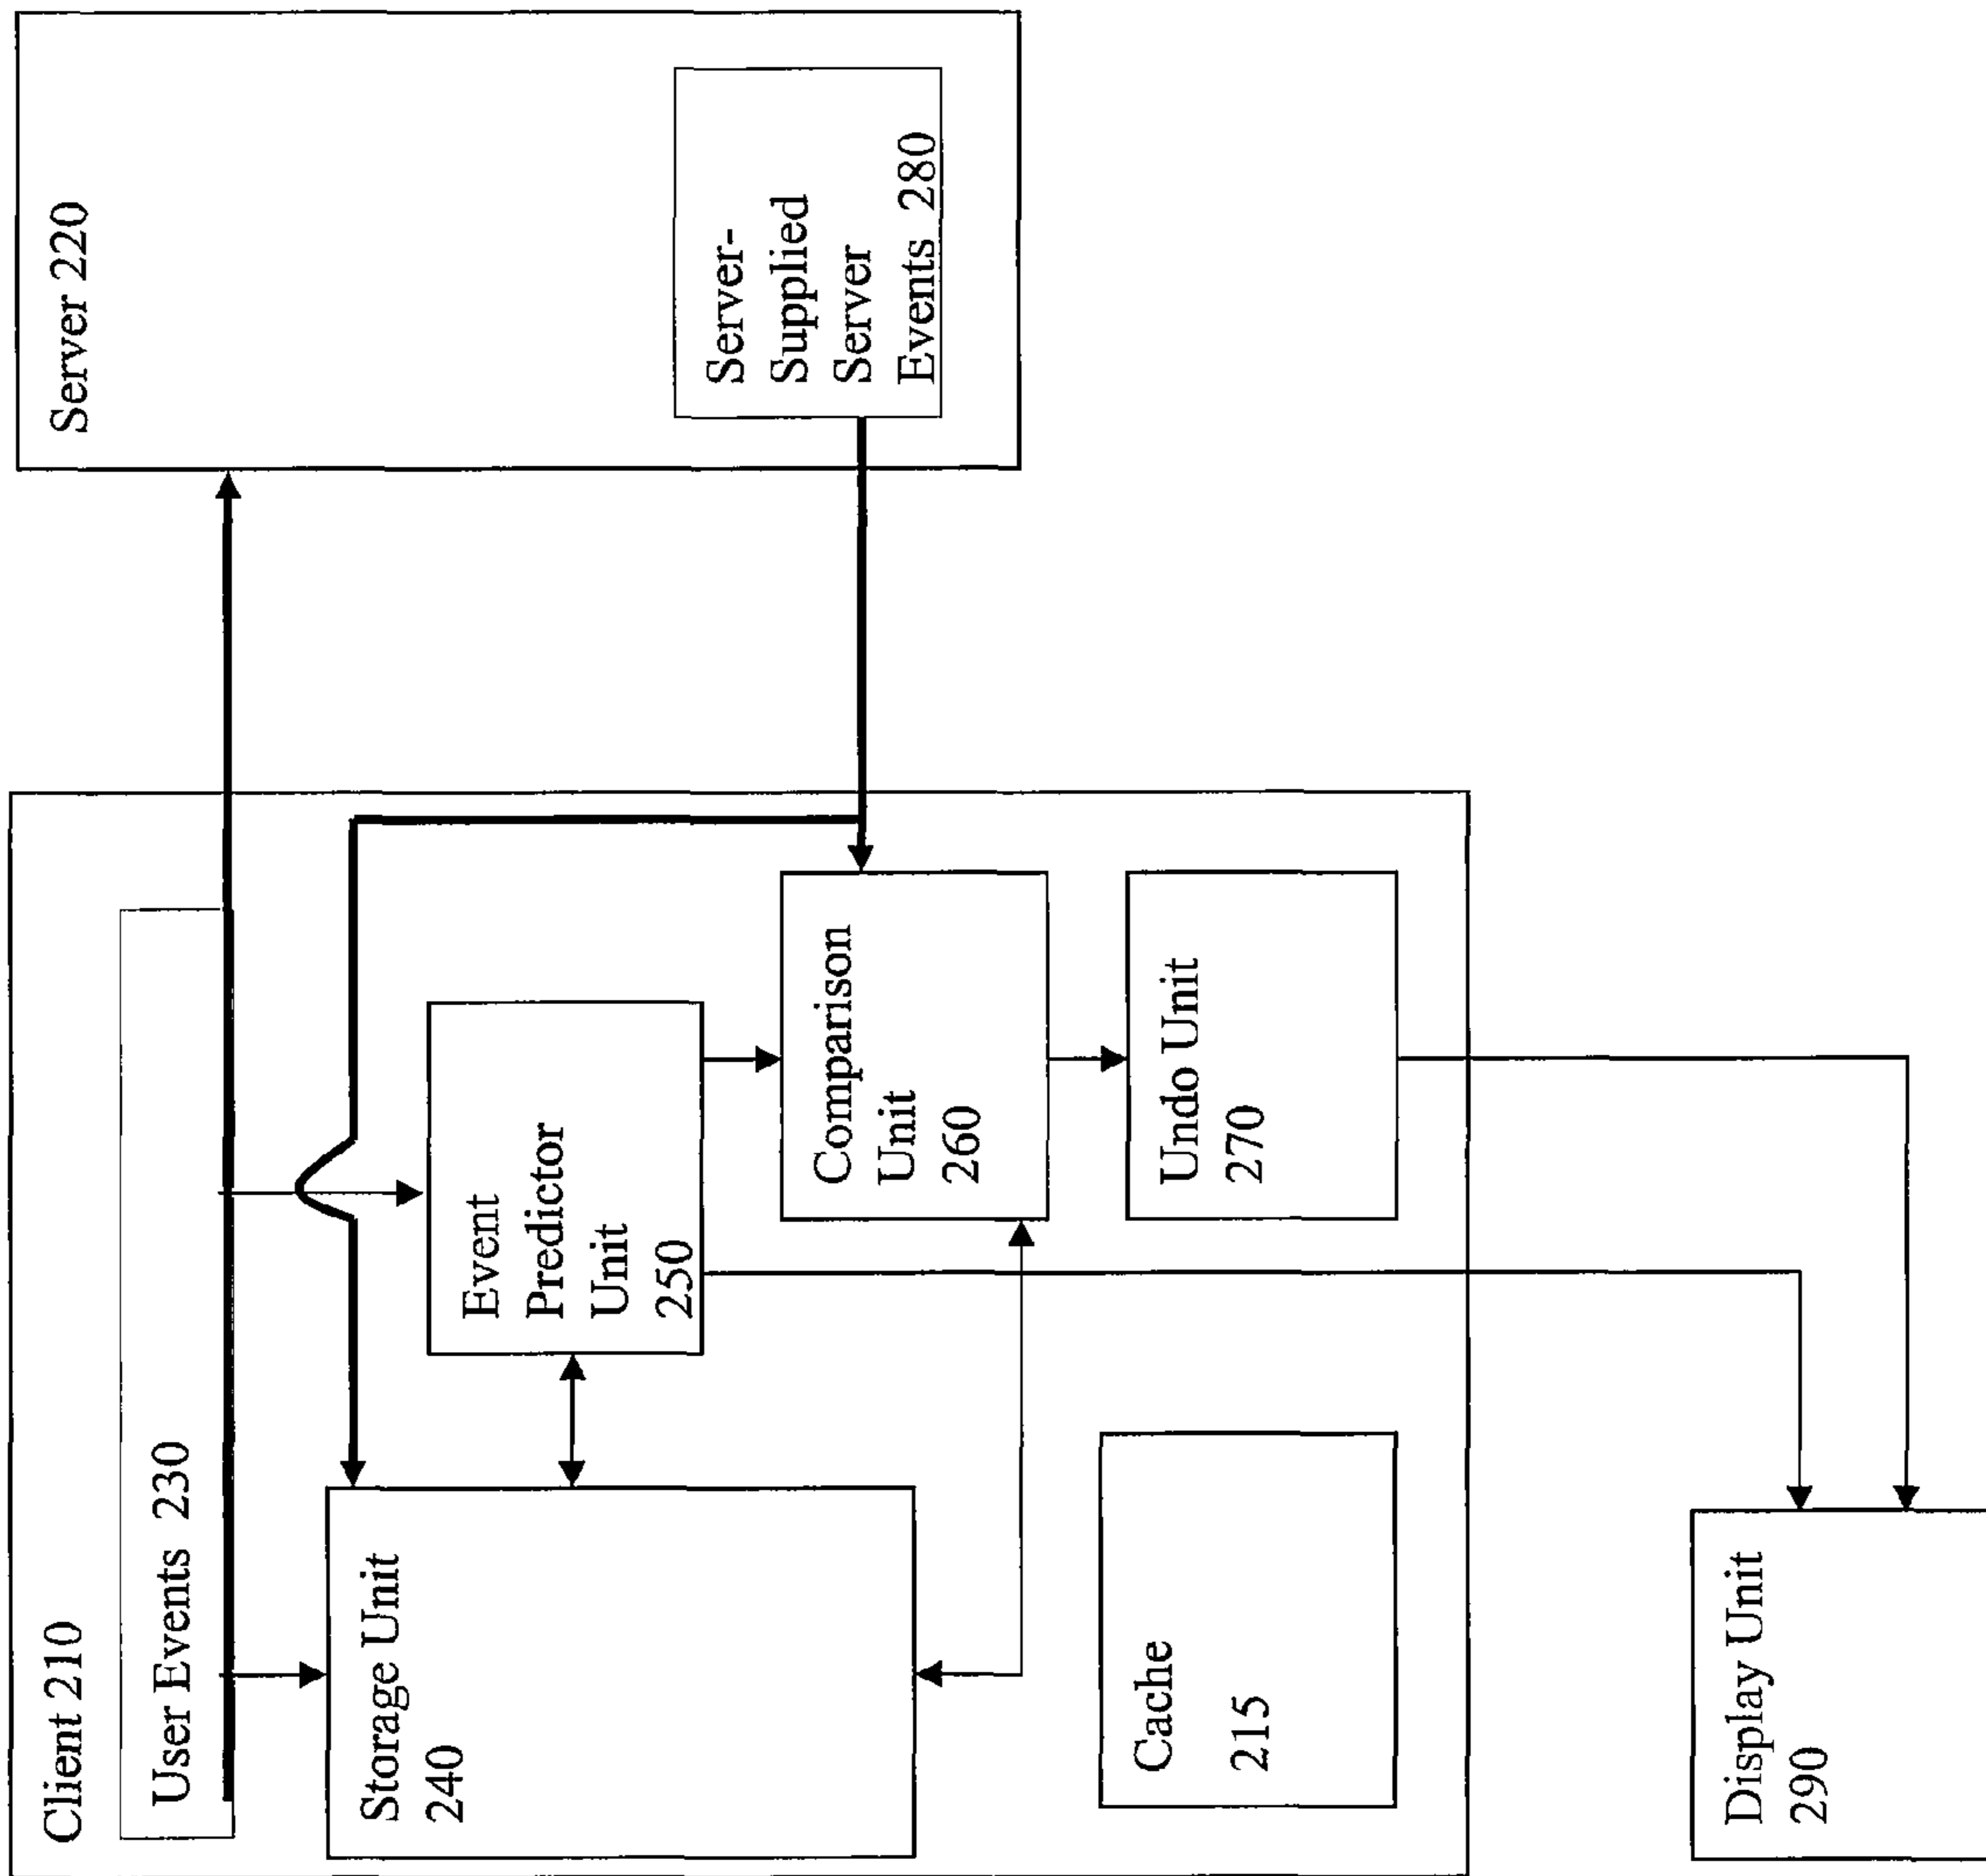 Client 210
User Events 230
Storage Unit
240
Event
Predictor
Unit
250
Comparison
Unit
260
Undo Unit
270
Cache
215
Display Unit
290
Server 220
Server-
Supplied
Server
Events 280